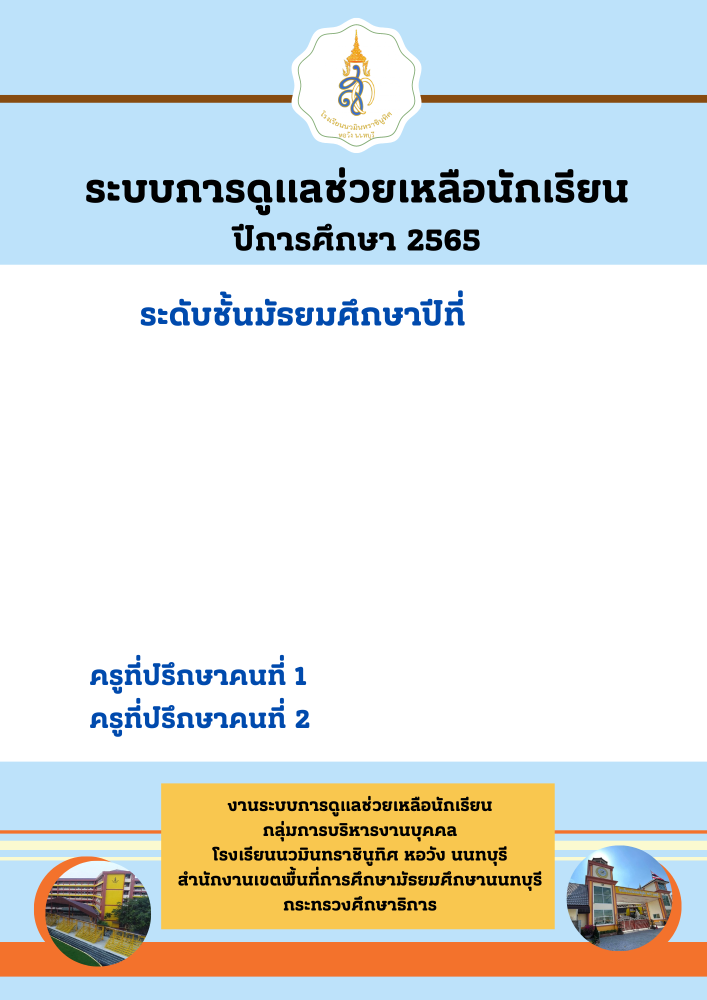 โรงเรียนนวมินทราชินูทิศ
หอวัง นนทบุรี
ระบบการดูแลช่วยเหลือนักเรียน
ปีการศึกษา 2565
ระดับชั้นมัธยมศึกษาปีที่
ครูที่ปรึกษาคนที่ 1
ครูที่ปรึกษาคนที่ 2
งานระบบการดูแลช่วยเหลือนักเรียน
กลุ่มการบริหารงานบุคคล
โรงเรียนนวมินทราชินูทิศ หอวัง นนทบุรี
สำนักงานเขตพื้นที่การศึกษามัธยมศึกษานนทบุรี
กระทรวงศึกษาธิการ